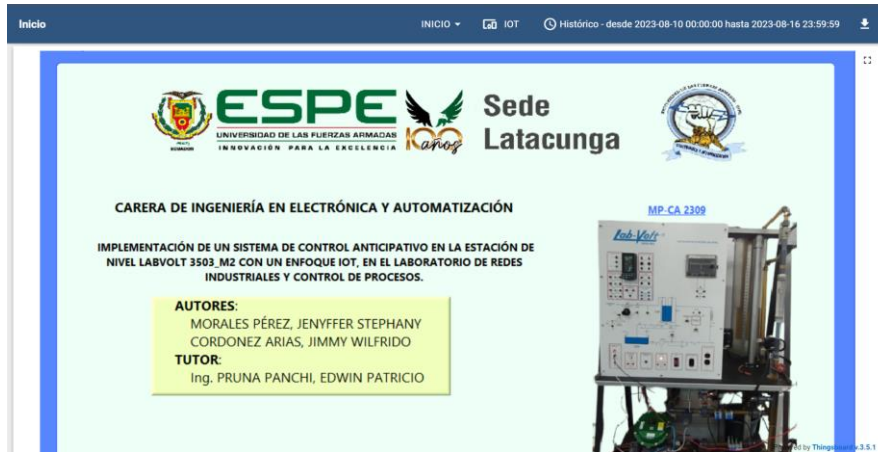 Inicio
INICIO
IOT
Histórico - desde 2023-08-10 00:00:00 hasta 2023-08-16 23:59:59
ESPE
UNIVERSIDAD DE LAS FUERZAS ARMADAS
INNOVACIÓN PARA LA EXCELENCIA
100
años
Sede
Latacunga
CARERA DE INGENIERÍA EN ELECTRÓNICA Y AUTOMATIZACIÓN
MP-CA 2309
Lab-Volt
IMPLEMENTACIÓN DE UN SISTEMA DE CONTROL ANTICIPATIVO EN LA ESTACIÓN DE
NIVEL LABVOLT 3503_M2 CON UN ENFOQUE IOT, EN EL LABORATORIO DE REDES
INDUSTRIALES Y CONTROL DE PROCESOS.
AUTORES:
MORALES PÉREZ, JENYFFER STEPHANY
CORDONEZ ARIAS, JIMMY WILFRIDO
TUTOR:
Ing. PRUNA PANCHI, EDWIN PATRICIO
by Thingsboard v.3.5.1